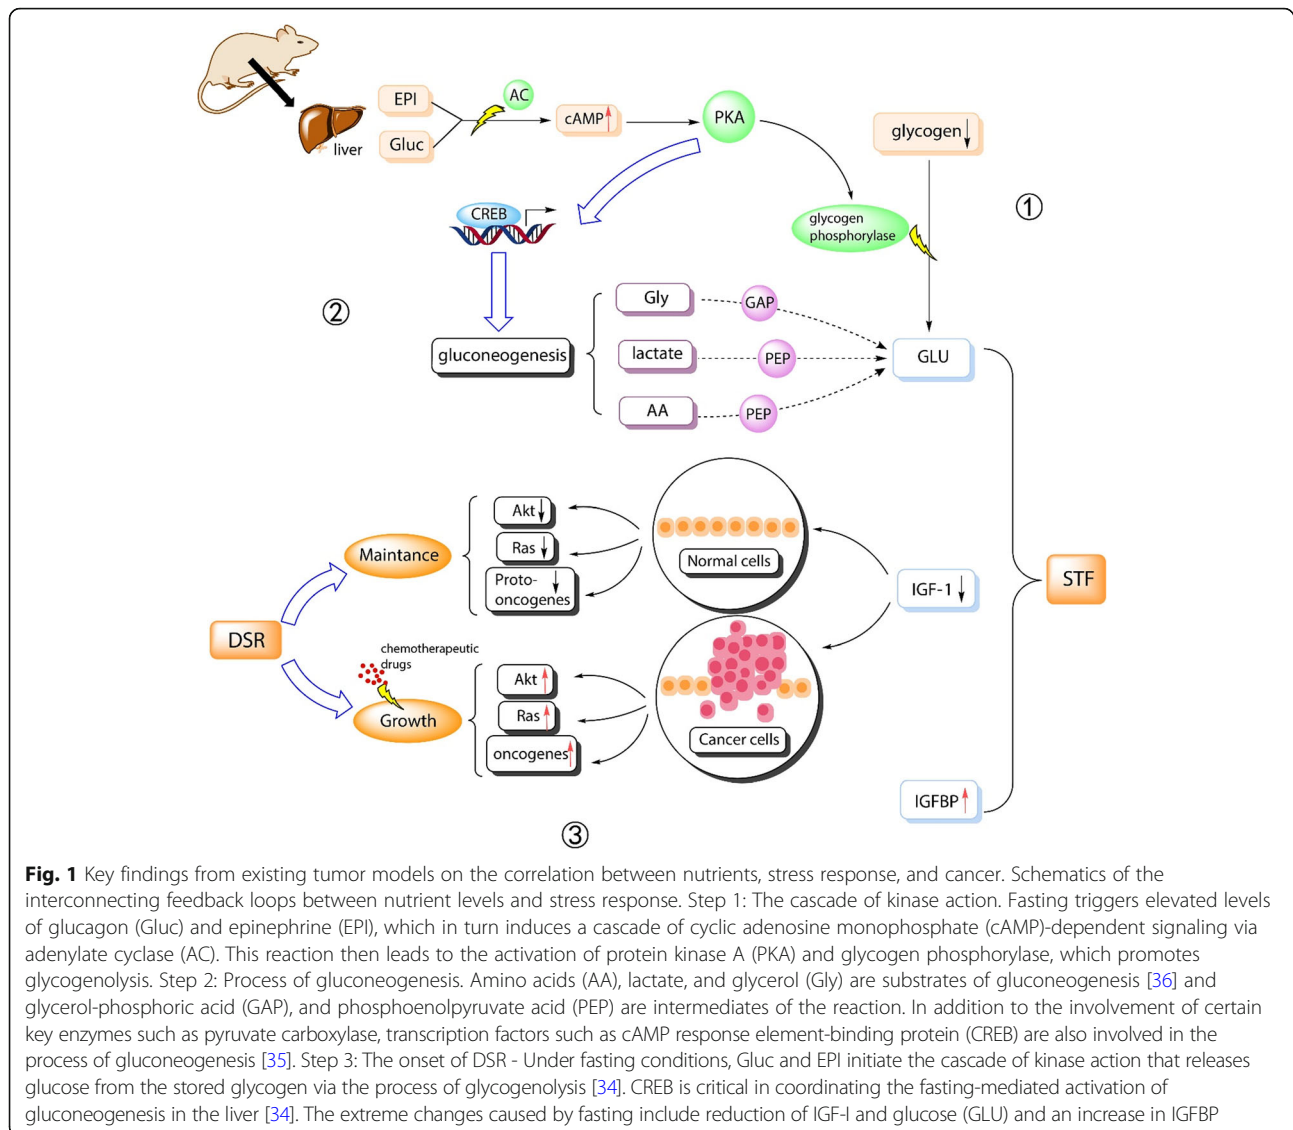 EPI
AC
cAMP
PKA
glycogen
liver
Gluc
①
CREB
glycogen
phosphorylase
②
Gly
GAP
gluconeogenesis
lactate
PEP
GLU
AA
PEP
Akt
Maintance
Ras
Normal cells
Proto-
oncogenes
IGF-1
STF
DSR
chemotherapeutic
drugs
Akt
Growth
Ras
oncogenes
Cancer cells
IGFBP
③
Fig. 1 Key findings from existing tumor models on the correlation between nutrients, stress response, and cancer. Schematics of the
interconnecting feedback loops between nutrient levels and stress response. Step 1: The cascade of kinase action. Fasting triggers elevated levels
of glucagon (Gluc) and epinephrine (EPI), which in turn induces a cascade of cyclic adenosine monophosphate (cAMP)-dependent signaling via
adenylate cyclase (AC). This reaction then leads to the activation of protein kinase A (PKA) and glycogen phosphorylase, which promotes
glycogenolysis. Step 2: Process of gluconeogenesis. Amino acids (AA), lactate, and glycerol (Gly) are substrates of gluconeogenesis [36] and
glycerol-phosphoric acid (GAP), and phosphoenolpyruvate acid (PEP) are intermediates of the reaction. In addition to the involvement of certain
key enzymes such as pyruvate carboxylase, transcription factors such as cAMP response element-binding protein (CREB) are also involved in the
process of gluconeogenesis [35]. Step 3: The onset of DSR - Under fasting conditions, Gluc and EPI initiate the cascade of kinase action that releases
glucose from the stored glycogen via the process of glycogenolysis [34]. CREB is critical in coordinating the fasting-mediated activation of
gluconeogenesis in the liver [34]. The extreme changes caused by fasting include reduction of IGF-I and glucose (GLU) and an increase in IGFBP